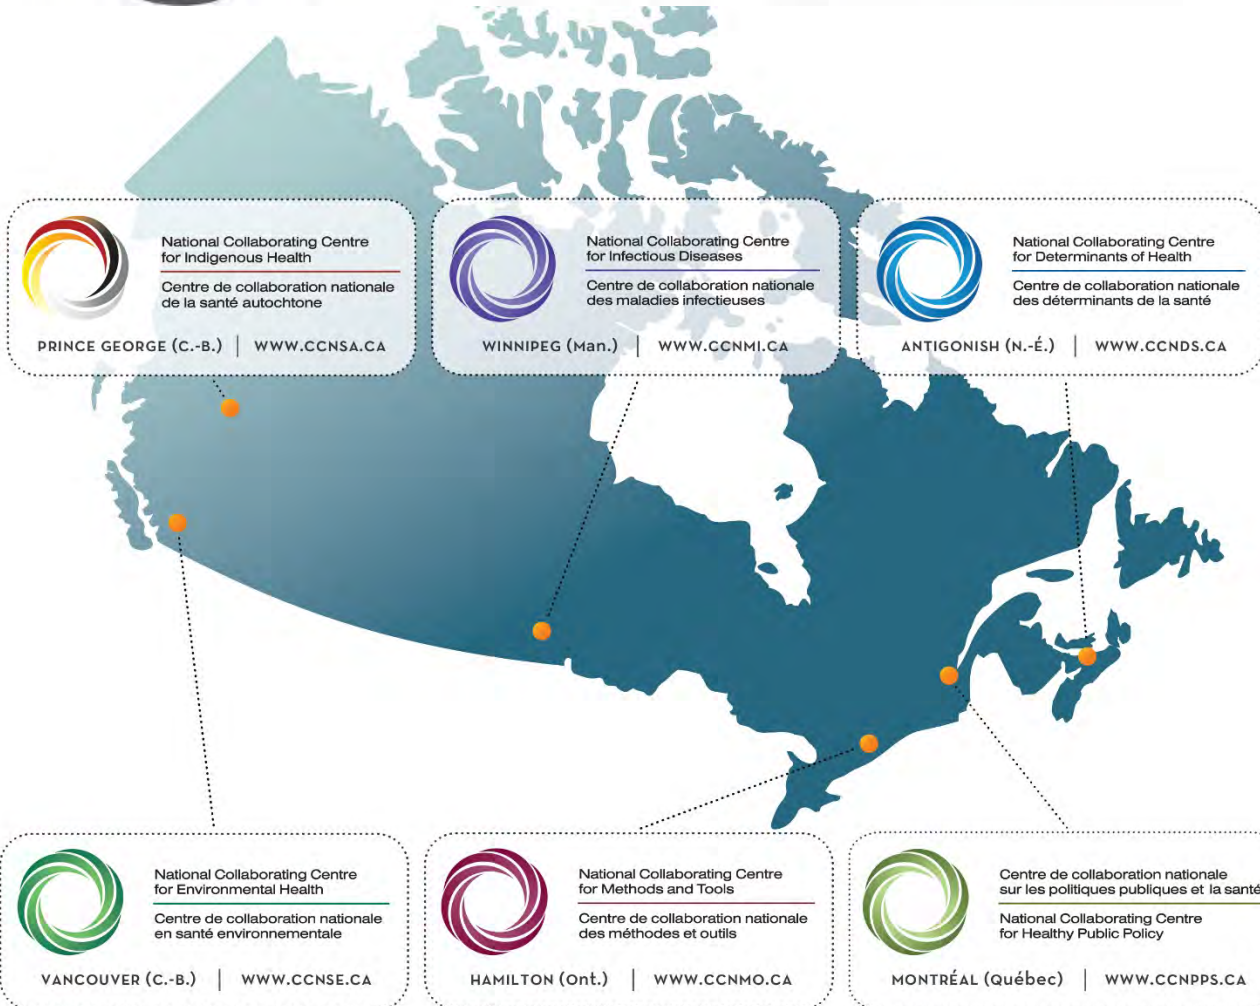 National Collaborating Centre
for Indigenous Health
Centre de collaboration nationale
de la santé autochtone
PRINCE GEORGE (C.-B.) | WWW.CCNSA.CA
National Collaborating Centre
for Infectious Diseases
Centre de collaboration nationale
des maladies infectieuses
WINNIPEG (Man.) | WWW.CCNMI.CA
National Collaborating Centre
for Determinants of Health
Centre de collaboration nationale
des déterminants de la santé
ANTIGONISH (N.-É.) | WWW.CCNDS.CA
National Collaborating Centre
for Environmental Health
Centre de collaboration nationale
en santé environnementale
VANCOUVER (C.-B.) | WWW.CCNSE.CA
National Collaborating Centre
for Methods and Tools
Centre de collaboration nationale
des méthodes et outils
HAMILTON (Ont.) | WWW.CCNMO.CA
Centre de collaboration nationale
sur les politiques publiques et la santé
National Collaborating Centre
for Healthy Public Policy
MONTRÉAL (Québec) | WWW.CCNPPS.CA